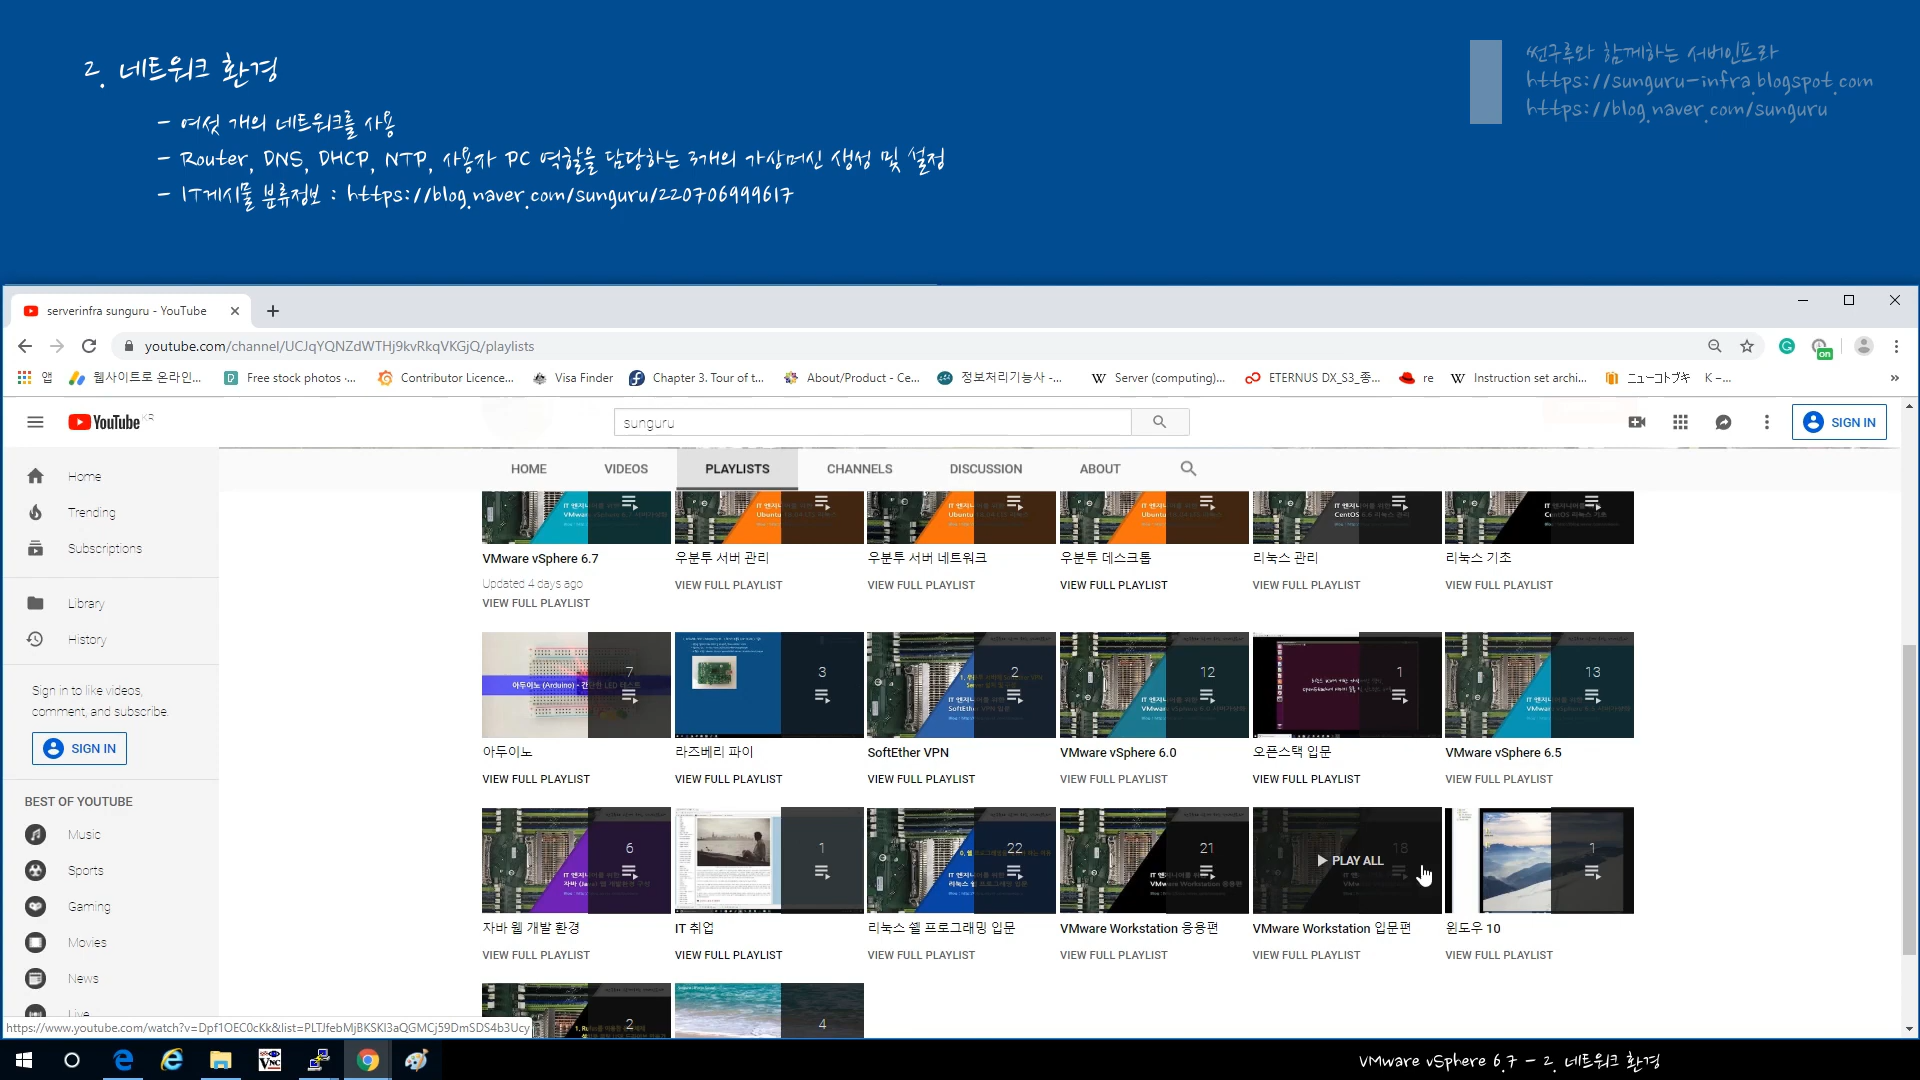 2. 네트워크 환경
- 여섯 개의 네트워크를 사용
- Router, DNS, DHCP, NTP, 사용자 PC 역할을 담당하는 3개의 가상머신 생성 및 설정
- IT게시물 분류정보 : https://blog.naver.com/sunguru/220706999617
썬구루와 함께하는 서버인프라
https://sunguru-infra.blogspot.com
https://blog.naver.com/sunguru
serverinfra sunguru - YouTube
youtube.com/channel/UCJqYQNZdWTHj9kvRkqVKGjQ/playlists
앱 웹사이트로 온라인... Free stock photos ·... Contributor Licence... Visa Finder Chapter 3. Tour of t... About/Product - Ce... 정보처리기능사 -... Server (computing)... ETERNUS DX_S3_종... re Instruction set archi... ニューコトブキ K –... »
YouTube KR sunguru SIGN IN
HOME VIDEOS PLAYLISTS CHANNELS DISCUSSION ABOUT
Home
Trending
Subscriptions
Library
History
Sign in to like videos,
comment, and subscribe.
SIGN IN
BEST OF YOUTUBE
Music
Sports
Gaming
Movies
News
Live
VMware vSphere 6.7 우분투 서버 관리 우분투 서버 네트워크 우분투 데스크톱 리눅스 관리 리눅스 기초
Updated 4 days ago
VIEW FULL PLAYLIST VIEW FULL PLAYLIST VIEW FULL PLAYLIST VIEW FULL PLAYLIST VIEW FULL PLAYLIST VIEW FULL PLAYLIST
7 3 2 12 1 13
아두이노 라즈베리 파이 SoftEther VPN VMware vSphere 6.0 오픈스택 입문 VMware vSphere 6.5
VIEW FULL PLAYLIST VIEW FULL PLAYLIST VIEW FULL PLAYLIST VIEW FULL PLAYLIST VIEW FULL PLAYLIST VIEW FULL PLAYLIST
6 1 22 21 PLAY ALL 18 1
자바 웹 개발 환경 IT 취업 리눅스 쉘 프로그래밍 입문 VMware Workstation 응용편 VMware Workstation 입문편 윈도우 10
VIEW FULL PLAYLIST VIEW FULL PLAYLIST VIEW FULL PLAYLIST VIEW FULL PLAYLIST VIEW FULL PLAYLIST VIEW FULL PLAYLIST
2 4
https://www.youtube.com/watch?v=Dpf1OEC0cKk&list=PLTJfebMjBKSKl3aQGMCj59DmSDS4b3Ucy
VMware vSphere 6.7 - 2. 네트워크 환경